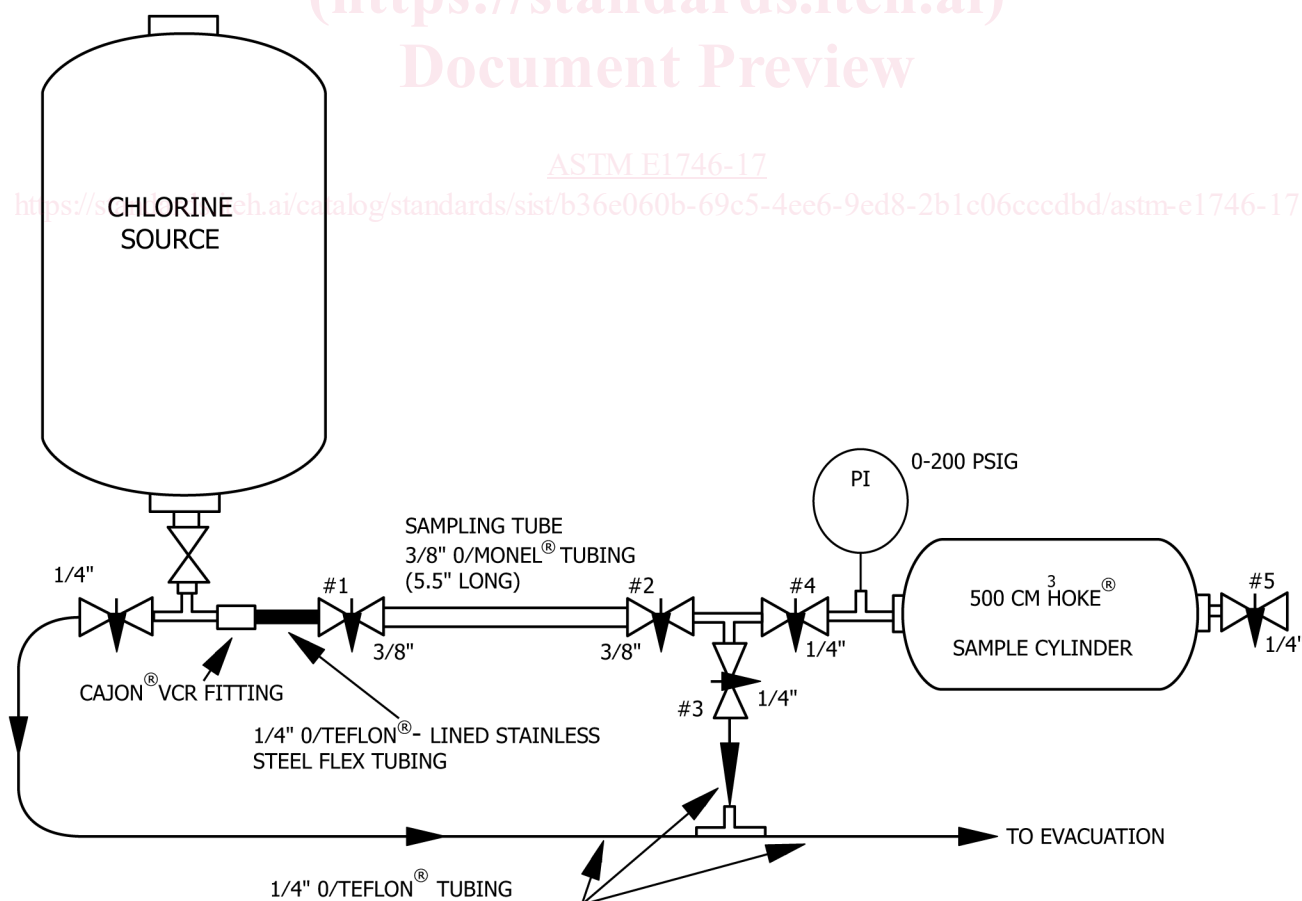 (https://standards.iteh.ai)
Document Preview
ASTM E1746-17
https://standards.iteh.ai/catalog/standards/sist/b36e060b-69c5-4ee6-9ed8-2b1c06cccdbd/astm-e1746-17
CHLORINE
SOURCE
0-200 PSIG
PI
SAMPLING TUBE
3/8" 0/MONEL® TUBING
(5.5" LONG)
1/4"
#1
#2
#4
#5
500 CM³ HOKE®
SAMPLE CYLINDER
3/8"
3/8"
1/4"
1/4"
CAJON® VCR FITTING
#3
1/4"
1/4" 0/TEFLON®- LINED STAINLESS
STEEL FLEX TUBING
TO EVACUATION
1/4" 0/TEFLON® TUBING